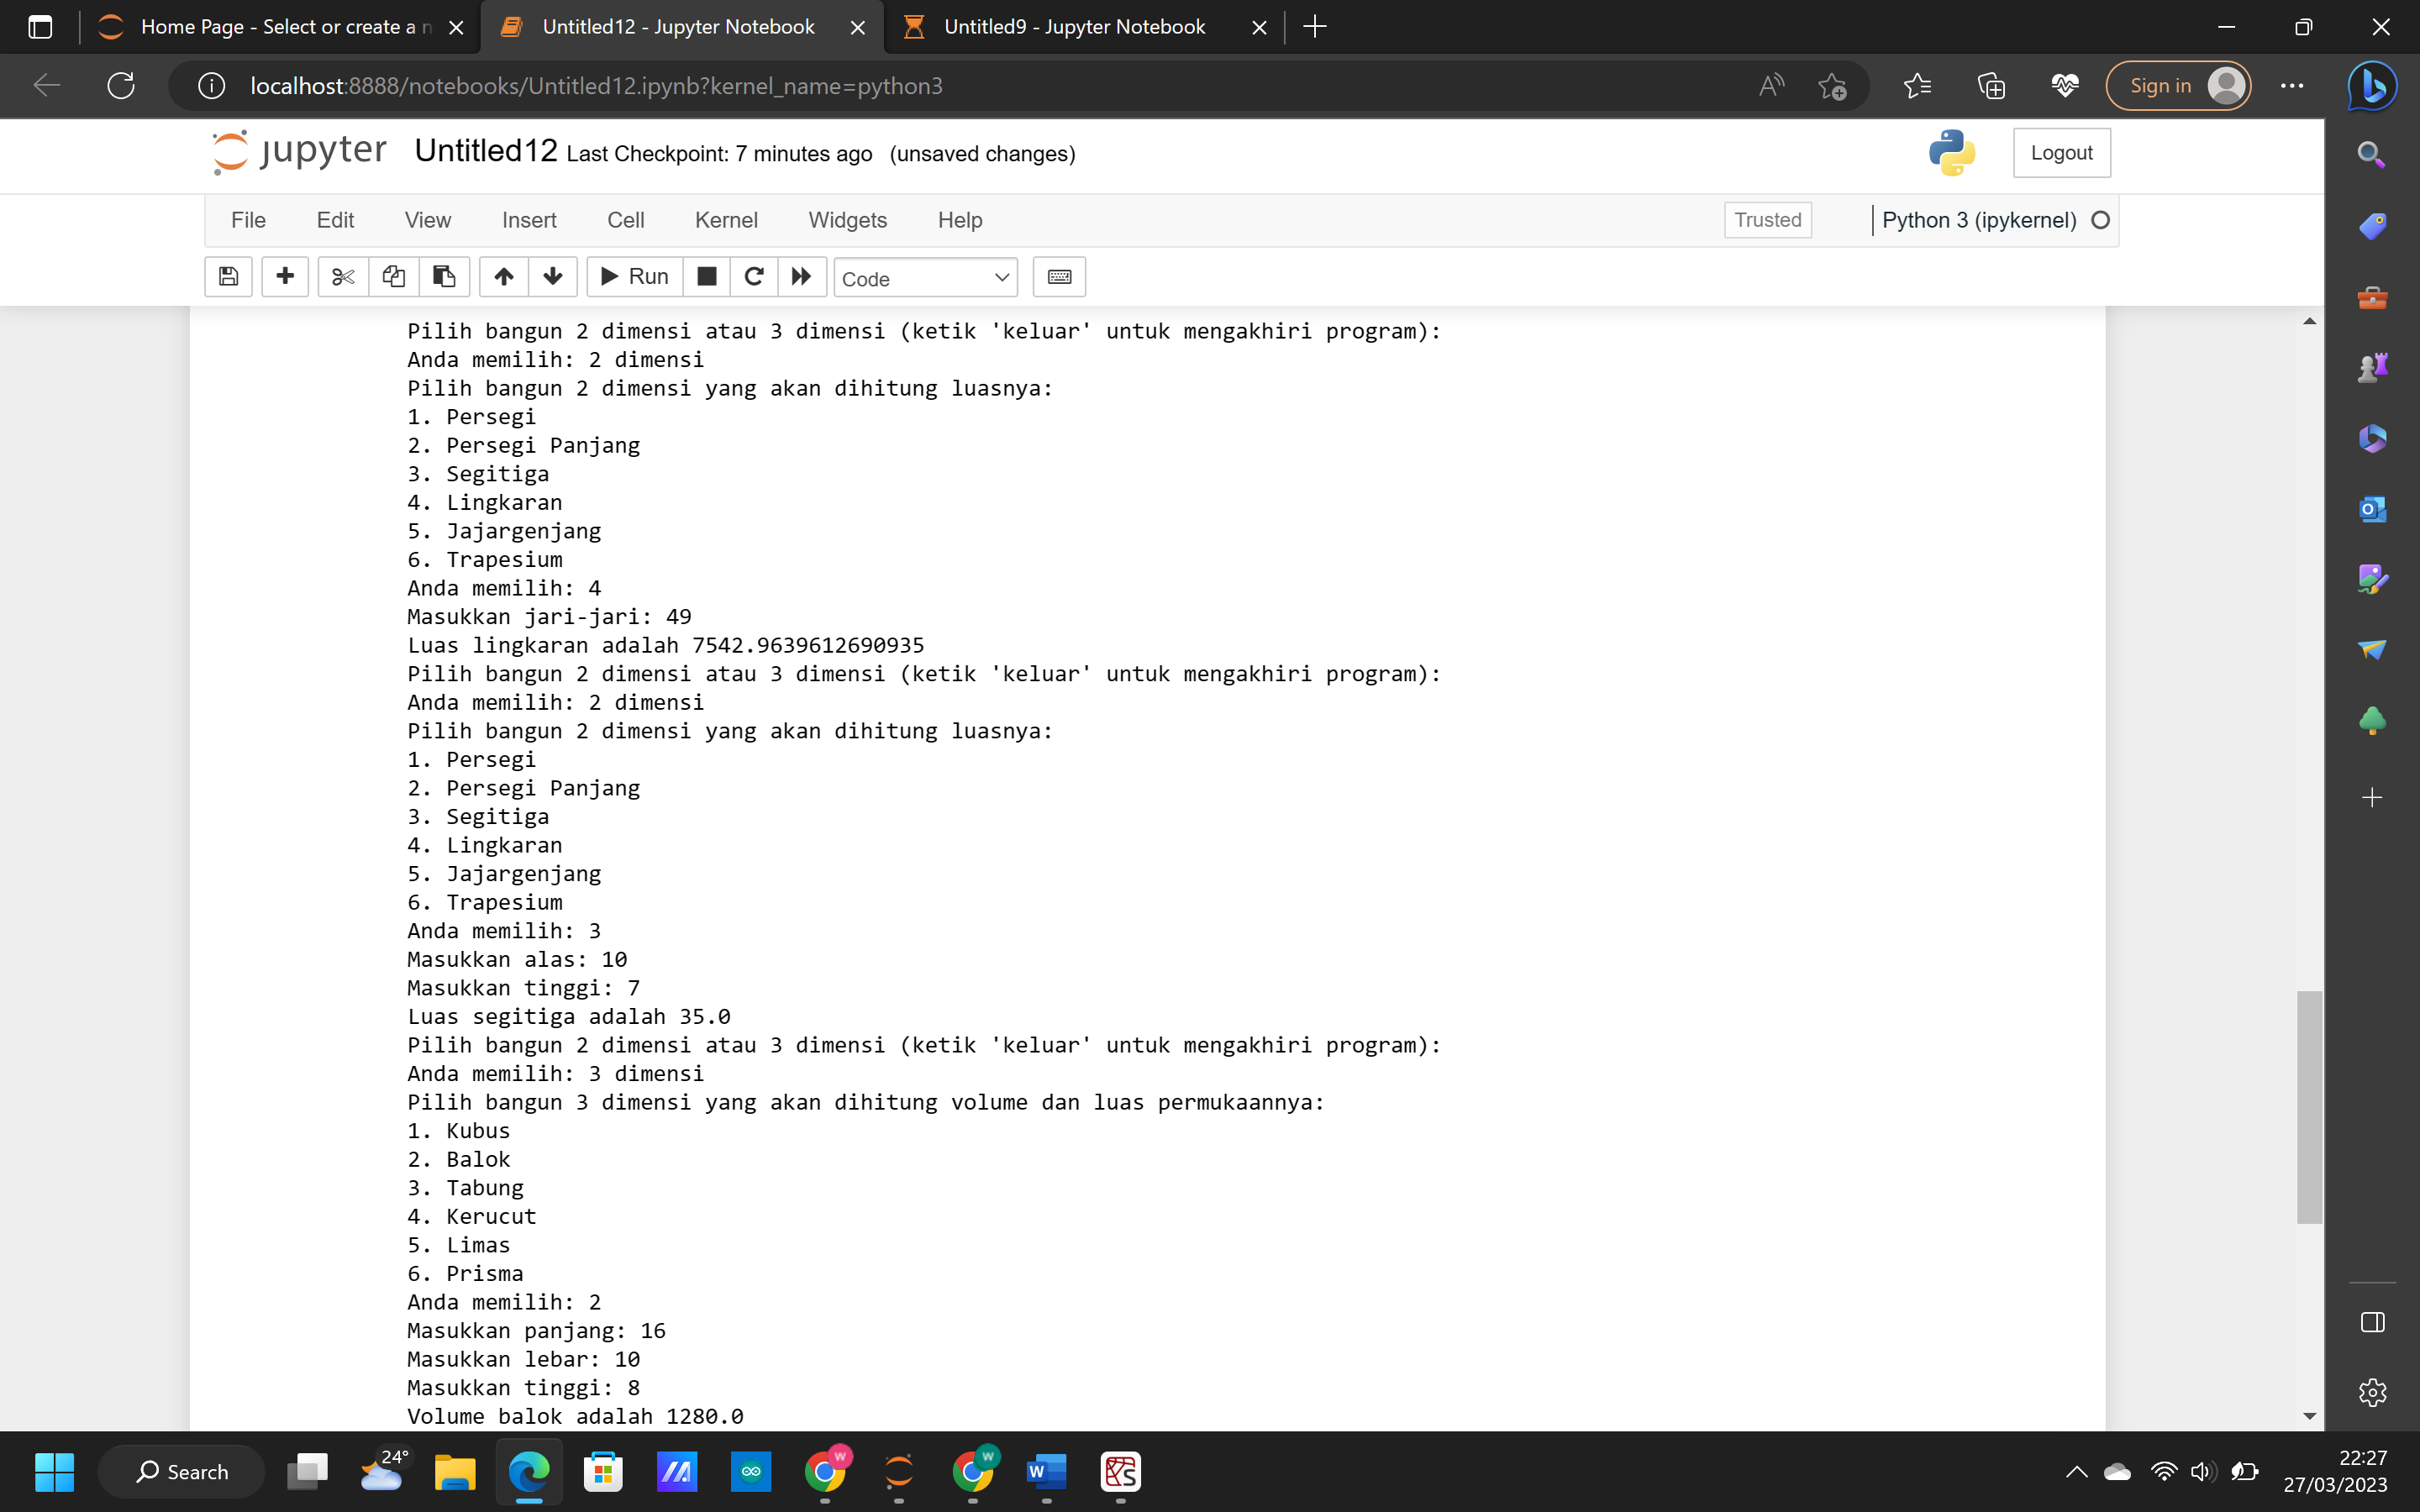 Home Page - Select or create a n
Untitled12 - Jupyter Notebook
Untitled9 - Jupyter Notebook
localhost:8888/notebooks/Untitled12.ipynb?kernel_name=python3
Sign in
jupyter Untitled12 Last Checkpoint: 7 minutes ago (unsaved changes)
Logout
File Edit View Insert Cell Kernel Widgets Help
Trusted
Python 3 (ipykernel)
Run
Code
Pilih bangun 2 dimensi atau 3 dimensi (ketik 'keluar' untuk mengakhiri program):
Anda memilih: 2 dimensi
Pilih bangun 2 dimensi yang akan dihitung luasnya:
1. Persegi
2. Persegi Panjang
3. Segitiga
4. Lingkaran
5. Jajargenjang
6. Trapesium
Anda memilih: 4
Masukkan jari-jari: 49
Luas lingkaran adalah 7542.9639612690935
Pilih bangun 2 dimensi atau 3 dimensi (ketik 'keluar' untuk mengakhiri program):
Anda memilih: 2 dimensi
Pilih bangun 2 dimensi yang akan dihitung luasnya:
1. Persegi
2. Persegi Panjang
3. Segitiga
4. Lingkaran
5. Jajargenjang
6. Trapesium
Anda memilih: 3
Masukkan alas: 10
Masukkan tinggi: 7
Luas segitiga adalah 35.0
Pilih bangun 2 dimensi atau 3 dimensi (ketik 'keluar' untuk mengakhiri program):
Anda memilih: 3 dimensi
Pilih bangun 3 dimensi yang akan dihitung volume dan luas permukaannya:
1. Kubus
2. Balok
3. Tabung
4. Kerucut
5. Limas
6. Prisma
Anda memilih: 2
Masukkan panjang: 16
Masukkan lebar: 10
Masukkan tinggi: 8
Volume balok adalah 1280.0
Search
24°
22:27
27/03/2023